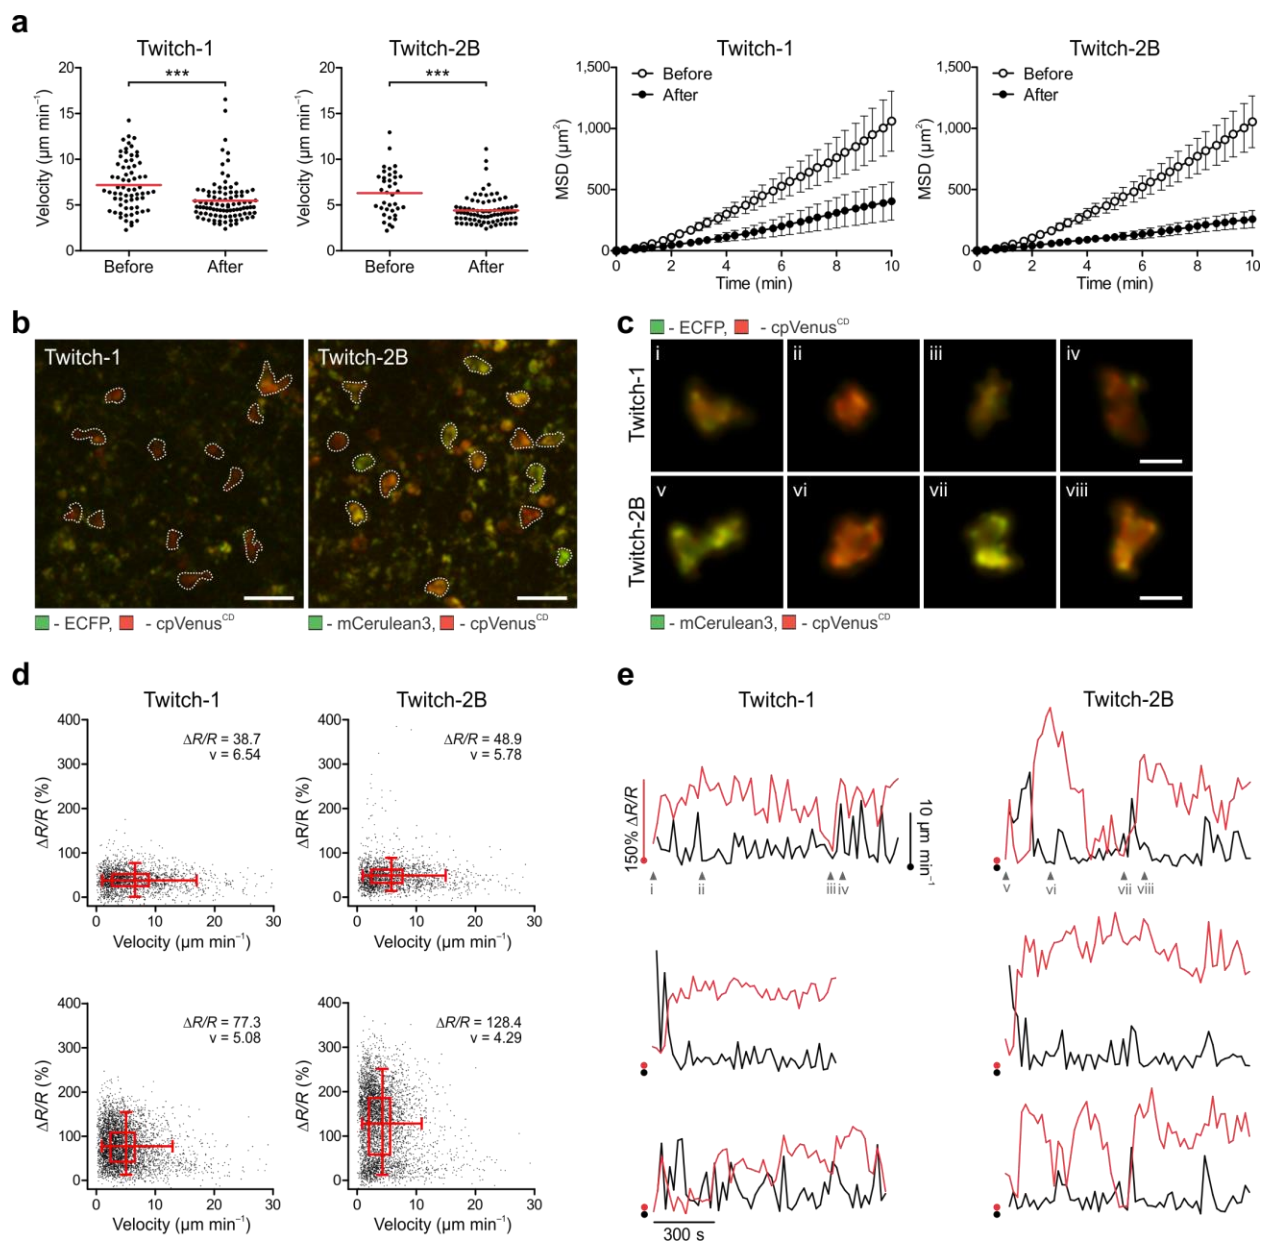 a
Twitch-1
Twitch-2B
Twitch-1
Twitch-2B
Velocity (µm min⁻¹)
20
15
10
5
0
***
Before
After
Velocity (µm min⁻¹)
20
15
10
5
0
***
Before
After
MSD (µm²)
1,500
1,000
500
0
Before
After
0 2 4 6 8 10
Time (min)
MSD (µm²)
1,500
1,000
500
0
Before
After
0 2 4 6 8 10
Time (min)
b
Twitch-1
Twitch-2B
- ECFP, - cpVenusCD
- mCerulean3, - cpVenusCD
c
- ECFP, - cpVenusCD
Twitch-1
i
ii
iii
iv
Twitch-2B
v
vi
vii
viii
- mCerulean3, - cpVenusCD
d
Twitch-1
Twitch-2B
ΔR/R (%)
400
300
200
100
0
ΔR/R = 38.7
v = 6.54
0 10 20 30
Velocity (µm min⁻¹)
ΔR/R (%)
400
300
200
100
0
ΔR/R = 48.9
v = 5.78
0 10 20 30
Velocity (µm min⁻¹)
ΔR/R (%)
400
300
200
100
0
ΔR/R = 77.3
v = 5.08
0 10 20 30
Velocity (µm min⁻¹)
ΔR/R (%)
400
300
200
100
0
ΔR/R = 128.4
v = 4.29
0 10 20 30
Velocity (µm min⁻¹)
e
Twitch-1
Twitch-2B
150% ΔR/R
10 µm min⁻¹
i
ii
iii
iv
v
vi
vii
viii
300 s